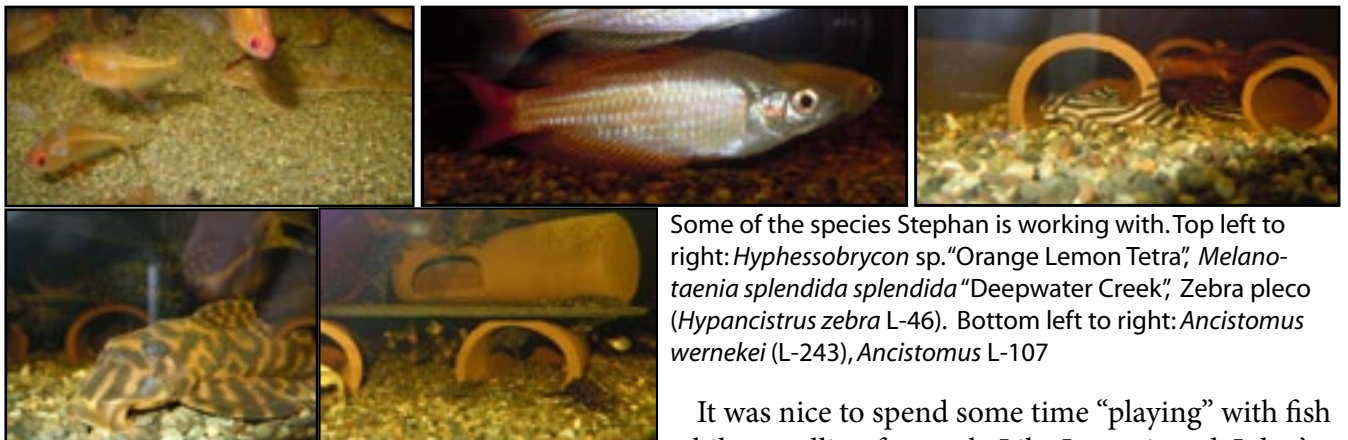 Some of the species Stephan is working with. Top left to
right: Hyphessobrycon sp. “Orange Lemon Tetra”, Melano-
taenia splendida splendida “Deepwater Creek”, Zebra pleco
(Hypancistrus zebra L-46). Bottom left to right: Ancistomus
wernekei (L-243), Ancistomus L-107
It was nice to spend some time “playing” with fish